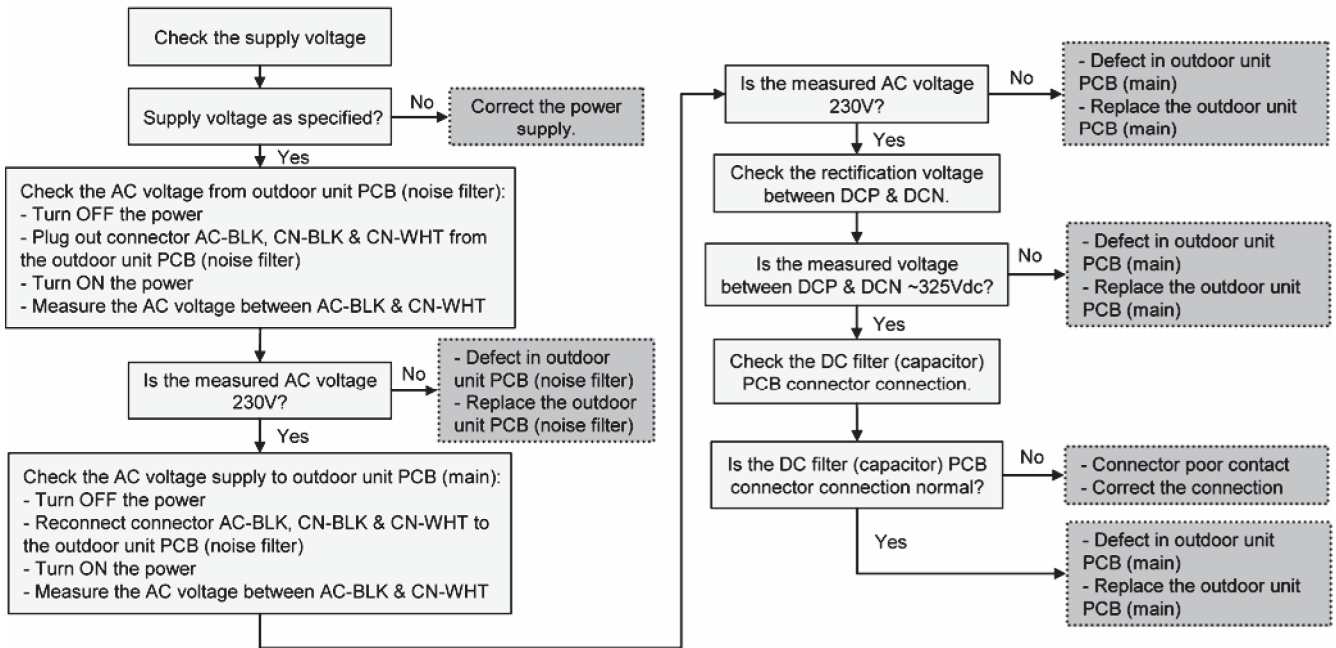 Check the supply voltage
Supply voltage as specified?
No
Correct the power
supply.
Yes
Check the AC voltage from outdoor unit PCB (noise filter):
- Turn OFF the power
- Plug out connector AC-BLK, CN-BLK & CN-WHT from
the outdoor unit PCB (noise filter)
- Turn ON the power
- Measure the AC voltage between AC-BLK & CN-WHT
Is the measured AC voltage
230V?
No
- Defect in outdoor
unit PCB (noise filter)
- Replace the outdoor
unit PCB (noise filter)
Yes
Check the AC voltage supply to outdoor unit PCB (main):
- Turn OFF the power
- Reconnect connector AC-BLK, CN-BLK & CN-WHT to
the outdoor unit PCB (noise filter)
- Turn ON the power
- Measure the AC voltage between AC-BLK & CN-WHT
Is the measured AC voltage
230V?
No
- Defect in outdoor unit
PCB (main)
- Replace the outdoor unit
PCB (main)
Yes
Check the rectification voltage
between DCP & DCN.
Is the measured voltage
between DCP & DCN ~325Vdc?
No
- Defect in outdoor unit
PCB (main)
- Replace the outdoor unit
PCB (main)
Yes
Check the DC filter (capacitor)
PCB connector connection.
Is the DC filter (capacitor) PCB
connector connection normal?
No
- Connector poor contact
- Correct the connection
Yes
- Defect in outdoor unit
PCB (main)
- Replace the outdoor unit
PCB (main)